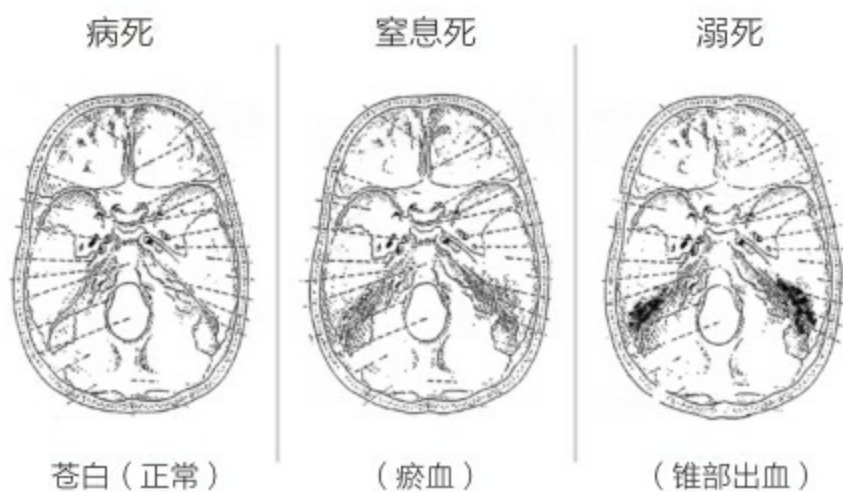 病死
窒息死
溺死
苍白（正常）
（瘀血）
（锥部出血）